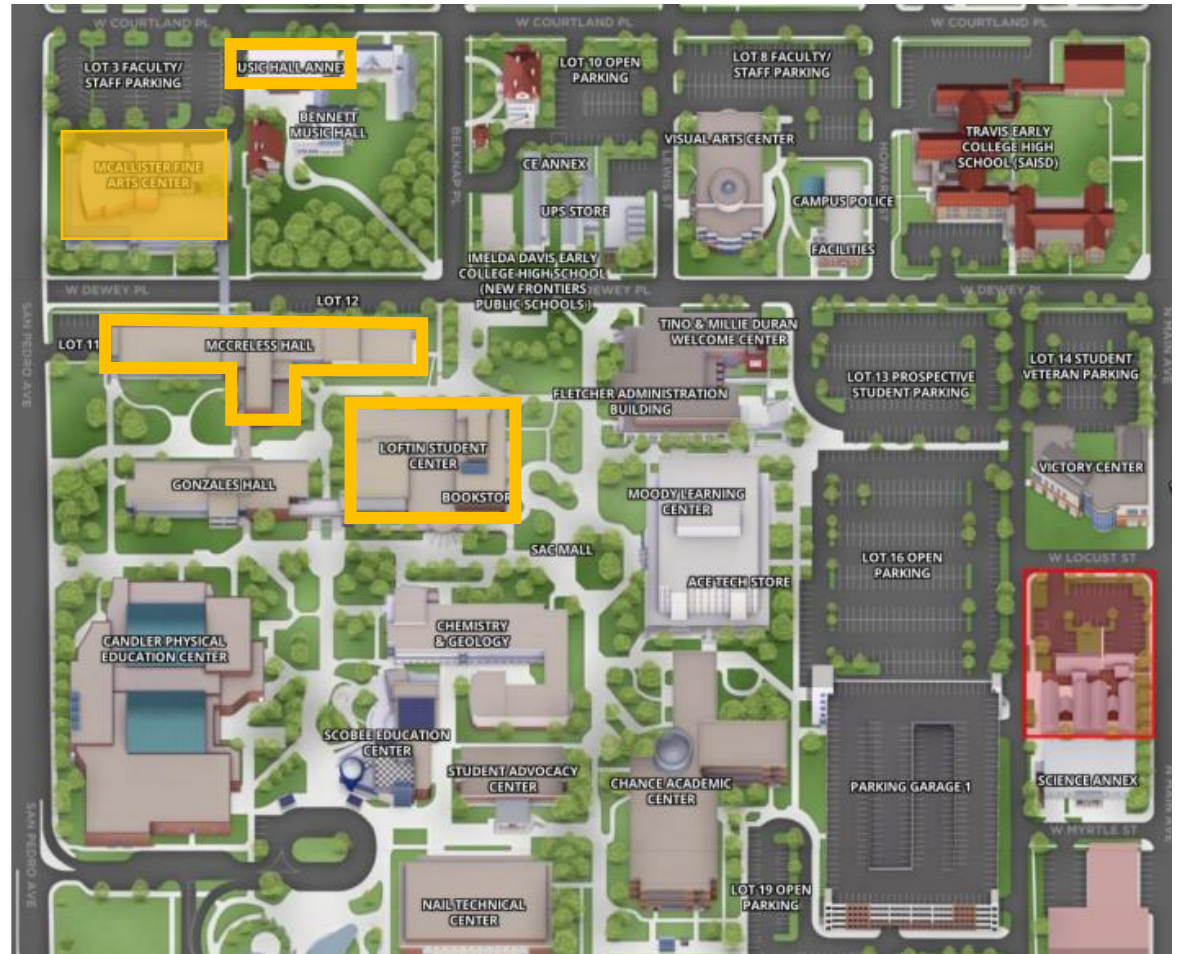 W COURTLAND PL
W COURTLAND PL
LOT 3 FACULTY/
STAFF PARKING
USIC HALL ANNE
LOT 10 OPEN
PARKING
LOT 8 FACULTY/
STAFF PARKING
BENNETT
MUSIC HALL
BELKNAP PL
VISUAL ARTS CENTER
LEWIS ST
HOWARD ST
TRAVIS EARLY
COLLEGE HIGH
SCHOOL (SAISD)
MCALLISTER FINE
ARTS CENTER
CE ANNEX
UPS STORE
CAMPUS POLICE
FACILITIES
IMELDA DAVIS EARLY
COLLEGE HIGH SCHOOL
(NEW FRONTIERS
PUBLIC SCHOOLS )
W DEWEY PL
DEWEY PL
W DEWEY PL
SAN PEDRO AVE
N MAIN AVE
LOT 12
LOT 11
MCCRELESS HALL
TINO & MILLIE DURAN
WELCOME CENTER
FLETCHER ADMINISTRATION
BUILDING
LOT 13 PROSPECTIVE
STUDENT PARKING
LOT 14 STUDENT
VETERAN PARKING
LOFTIN STUDENT
CENTER
BOOKSTOR
GONZALES HALL
MOODY LEARNING
CENTER
VICTORY CENTER
SAC MALL
LOT 16 OPEN
PARKING
W LOCUST ST
ACE TECH STORE
CANDLER PHYSICAL
EDUCATION CENTER
CHEMISTRY
& GEOLOGY
SCOBEE EDUCATION
CENTER
STUDENT ADVOCACY
CENTER
CHANCE ACADEMIC
CENTER
PARKING GARAGE 1
SCIENCE ANNEX
N MAIN AVE
SAN PEDRO AVE
W MYRTLE ST
NAIL TECHNICAL
CENTER
LOT 19 OPEN
PARKING